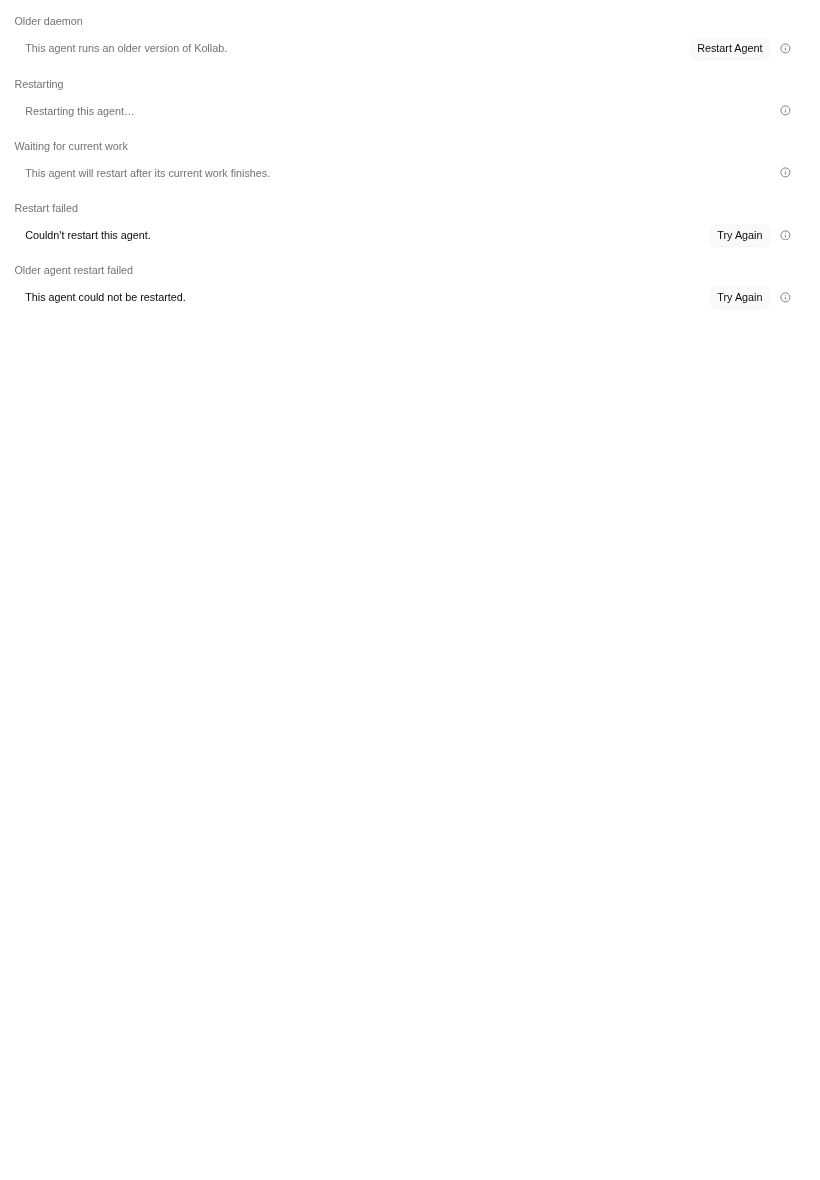 Older daemon
This agent runs an older version of Kollab. Restart Agent
Restarting
Restarting this agent…
Waiting for current work
This agent will restart after its current work finishes.
Restart failed
Couldn't restart this agent. Try Again
Older agent restart failed
This agent could not be restarted. Try Again